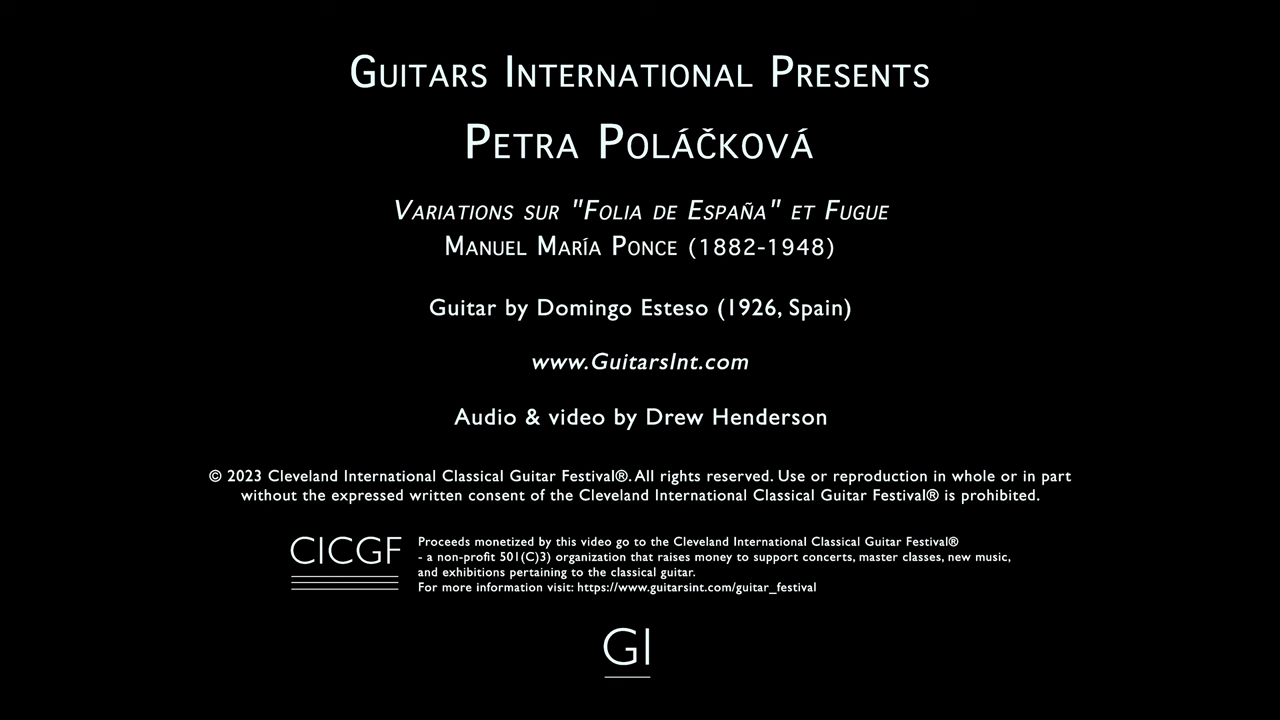 Guitars International Presents
Petra Poláčková
Variations sur "Folia de España" et Fugue
Manuel María Ponce (1882-1948)
Guitar by Domingo Esteso (1926, Spain)
www.GuitarsInt.com
Audio & video by Drew Henderson
© 2023 Cleveland International Classical Guitar Festival®. All rights reserved. Use or reproduction in whole or in part
without the expressed written consent of the Cleveland International Classical Guitar Festival® is prohibited.
CICGF
Proceeds monetized by this video go to the Cleveland International Classical Guitar Festival®
- a non-profit 501(C)3) organization that raises money to support concerts, master classes, new music,
and exhibitions pertaining to the classical guitar.
For more information visit: https://www.guitarsint.com/guitar_festival
GI